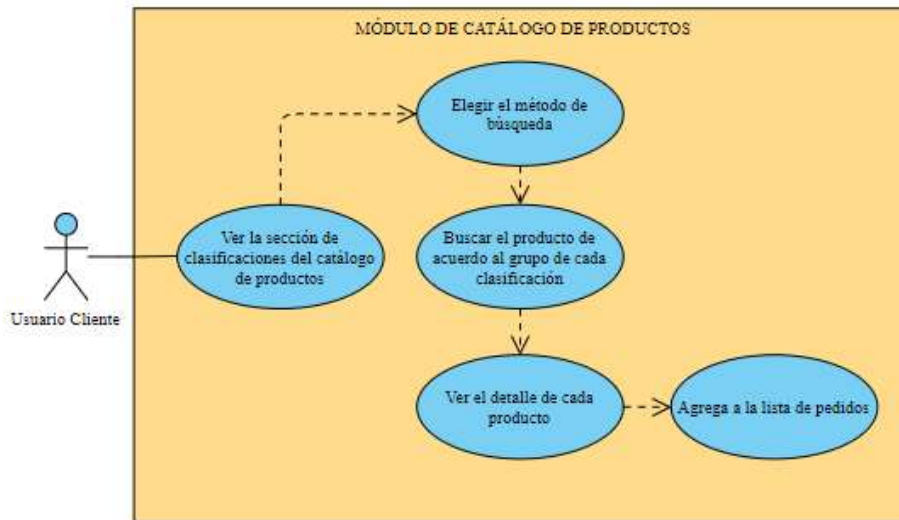 MÓDULO DE CATÁLOGO DE PRODUCTOS
Elegir el método de
búsqueda
Ver la sección de
clasificaciones del catálogo
de productos
Buscar el producto de
acuerdo al grupo de cada
clasificación
Usuario Cliente
Ver el detalle de cada
producto
Agrega a la lista de pedidos